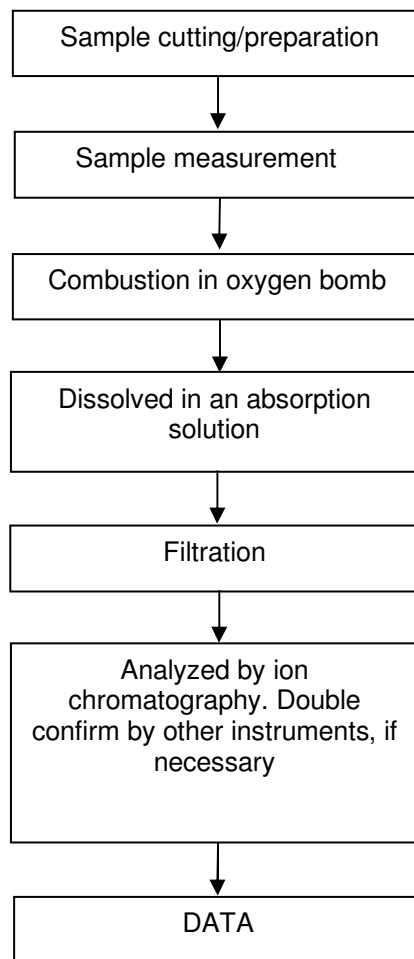 Sample cutting/preparation
Sample measurement
Combustion in oxygen bomb
Dissolved in an absorption
solution
Filtration
Analyzed by ion
chromatography. Double
confirm by other instruments, if
necessary
DATA